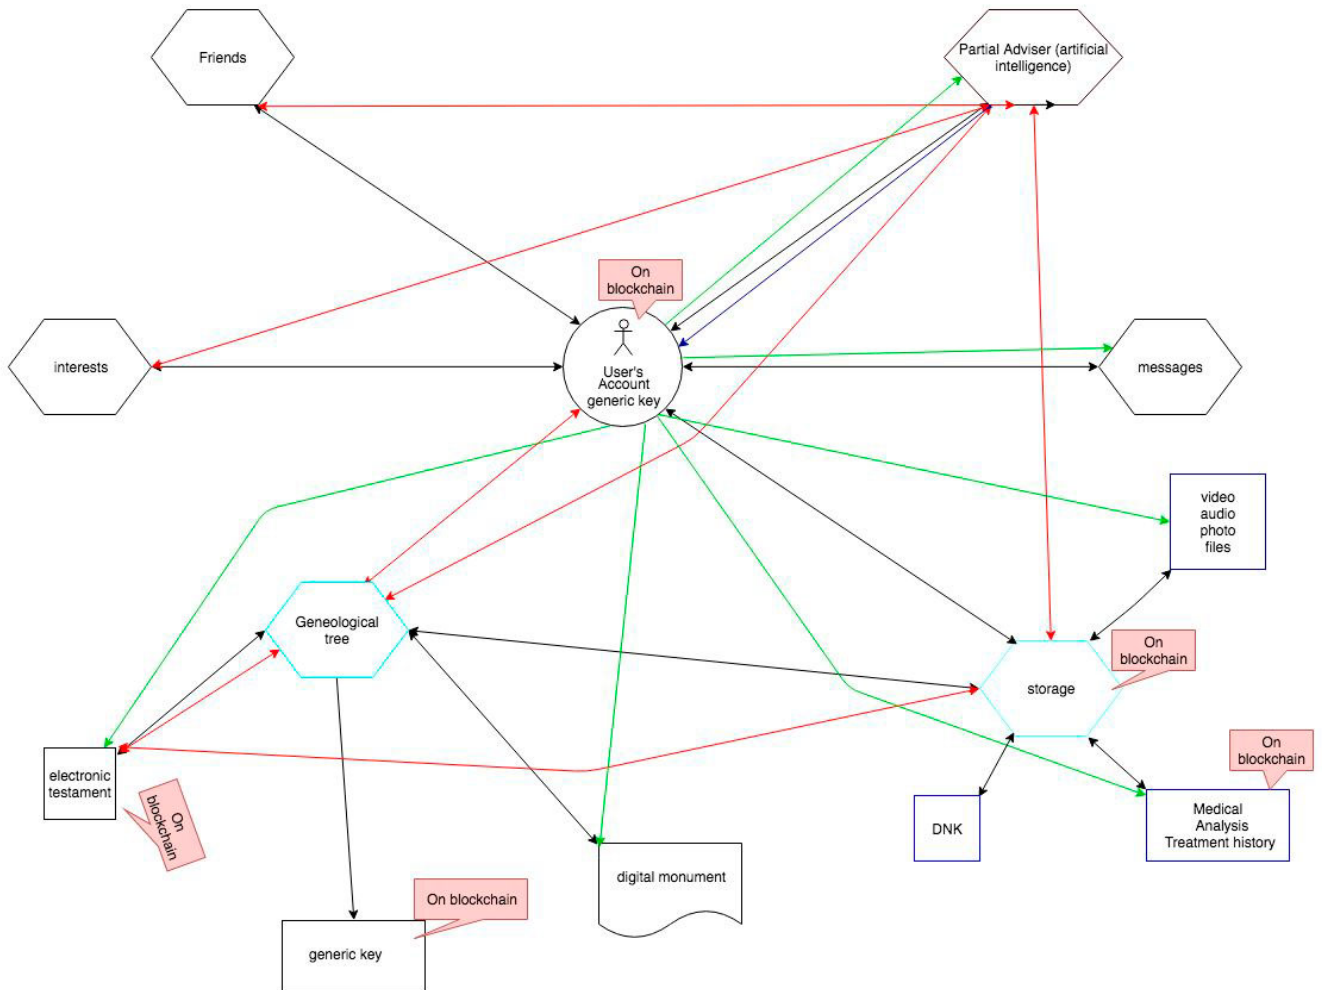 Friends
Partial Adviser (artificial
intelligence)
On
blockchain
interests
User's
Account
generic key
messages
video
audio
photo
files
Geneological
tree
On
blockchain
storage
electronic
testament
On
blockchain
On
blockchain
DNK
Medical
Analysis
Treatment history
digital monument
On blockchain
generic key